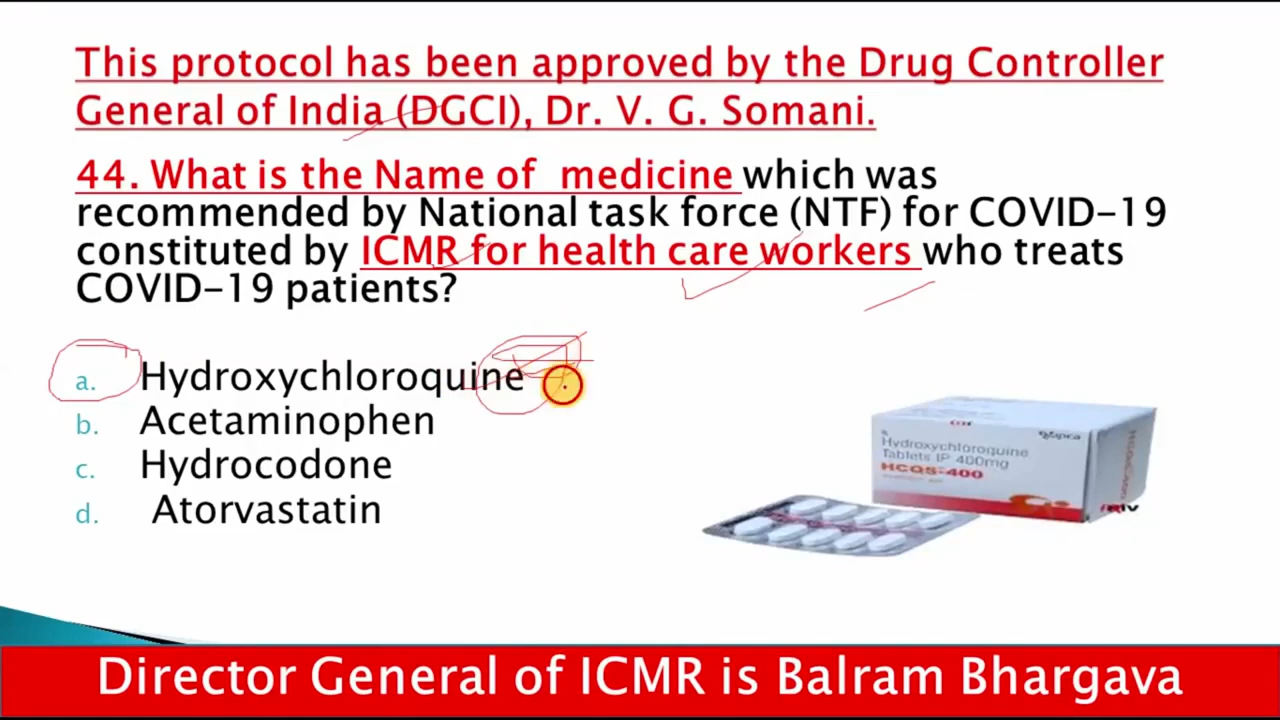 This protocol has been approved by the Drug Controller
General of India (DGCI), Dr. V. G. Somani.
44. What is the Name of medicine which was
recommended by National task force (NTF) for COVID-19
constituted by ICMR for health care workers who treats
COVID-19 patients?
a. Hydroxychloroquine
b. Acetaminophen
c. Hydrocodone
d. Atorvastatin
Hydroxychloroquine
Tablets IP 400mg
HCQS-400
Director General of ICMR is Balram Bhargava